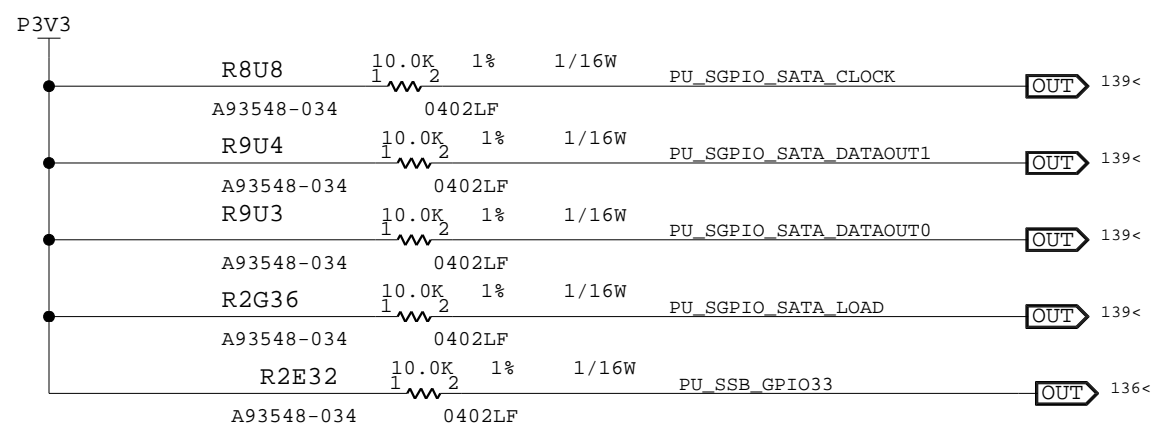 P3V3
R8U8 10.0K 1% 1/16W
1 2 PU_SGPIO_SATA_CLOCK OUT 139<
A93548-034 0402LF
R9U4 10.0K 1% 1/16W
1 2 PU_SGPIO_SATA_DATAOUT1 OUT 139<
A93548-034 0402LF
R9U3 10.0K 1% 1/16W
1 2 PU_SGPIO_SATA_DATAOUT0 OUT 139<
A93548-034 0402LF
R2G36 10.0K 1% 1/16W
1 2 PU_SGPIO_SATA_LOAD OUT 139<
A93548-034 0402LF
R2E32 10.0K 1% 1/16W
1 2 PU_SSB_GPIO33 OUT 136<
A93548-034 0402LF